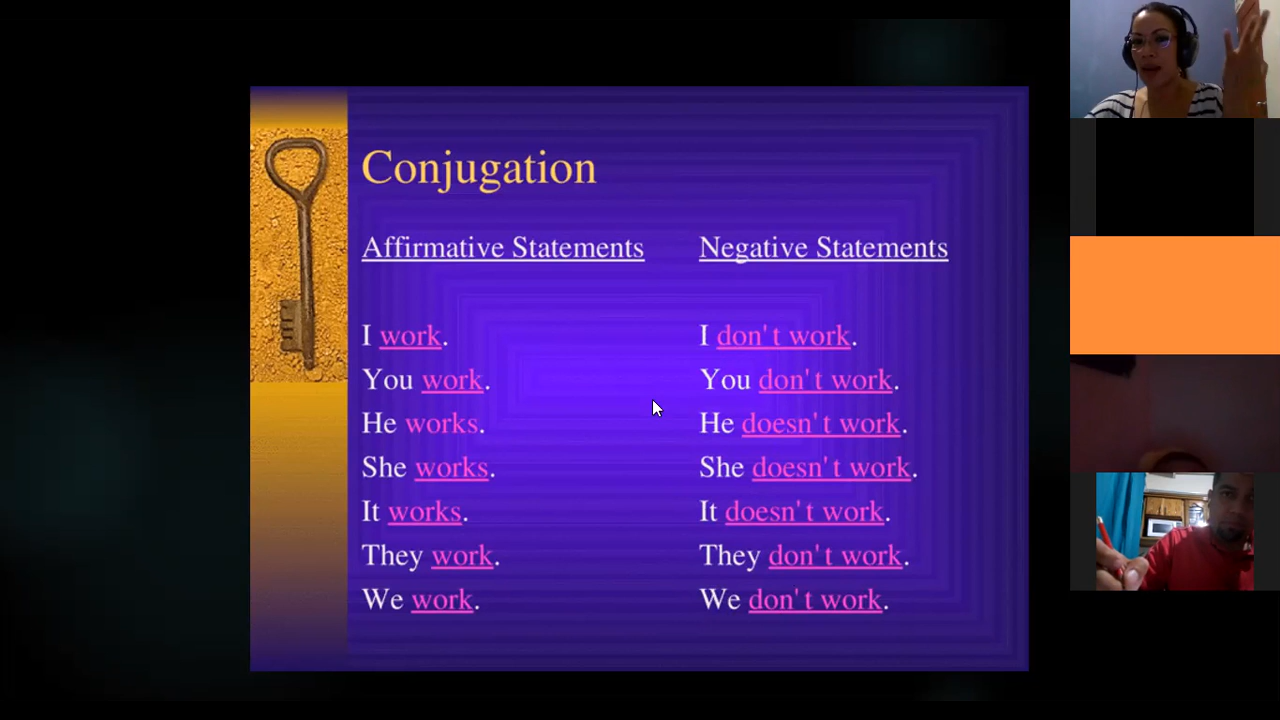 Conjugation
Affirmative Statements
I work.
You work.
He works.
She works.
It works.
They work.
We work.
Negative Statements
I don't work.
You don't work.
He doesn't work.
She doesn't work.
It doesn't work.
They don't work.
We don't work.